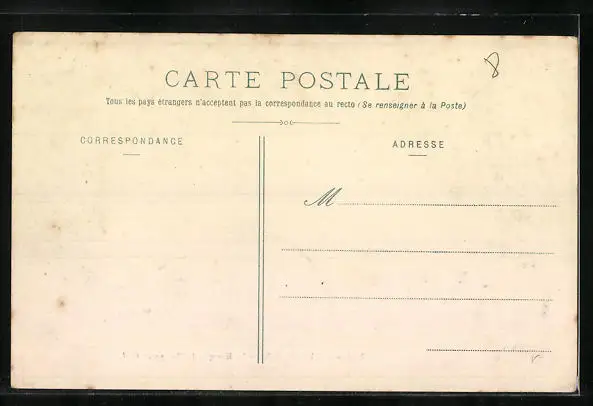 8
CARTE POSTALE
Tous les pays étrangers n'acceptent pas la correspondance au recto (Se renseigner à la Poste)
CORRESPONDANCE
ADRESSE
M